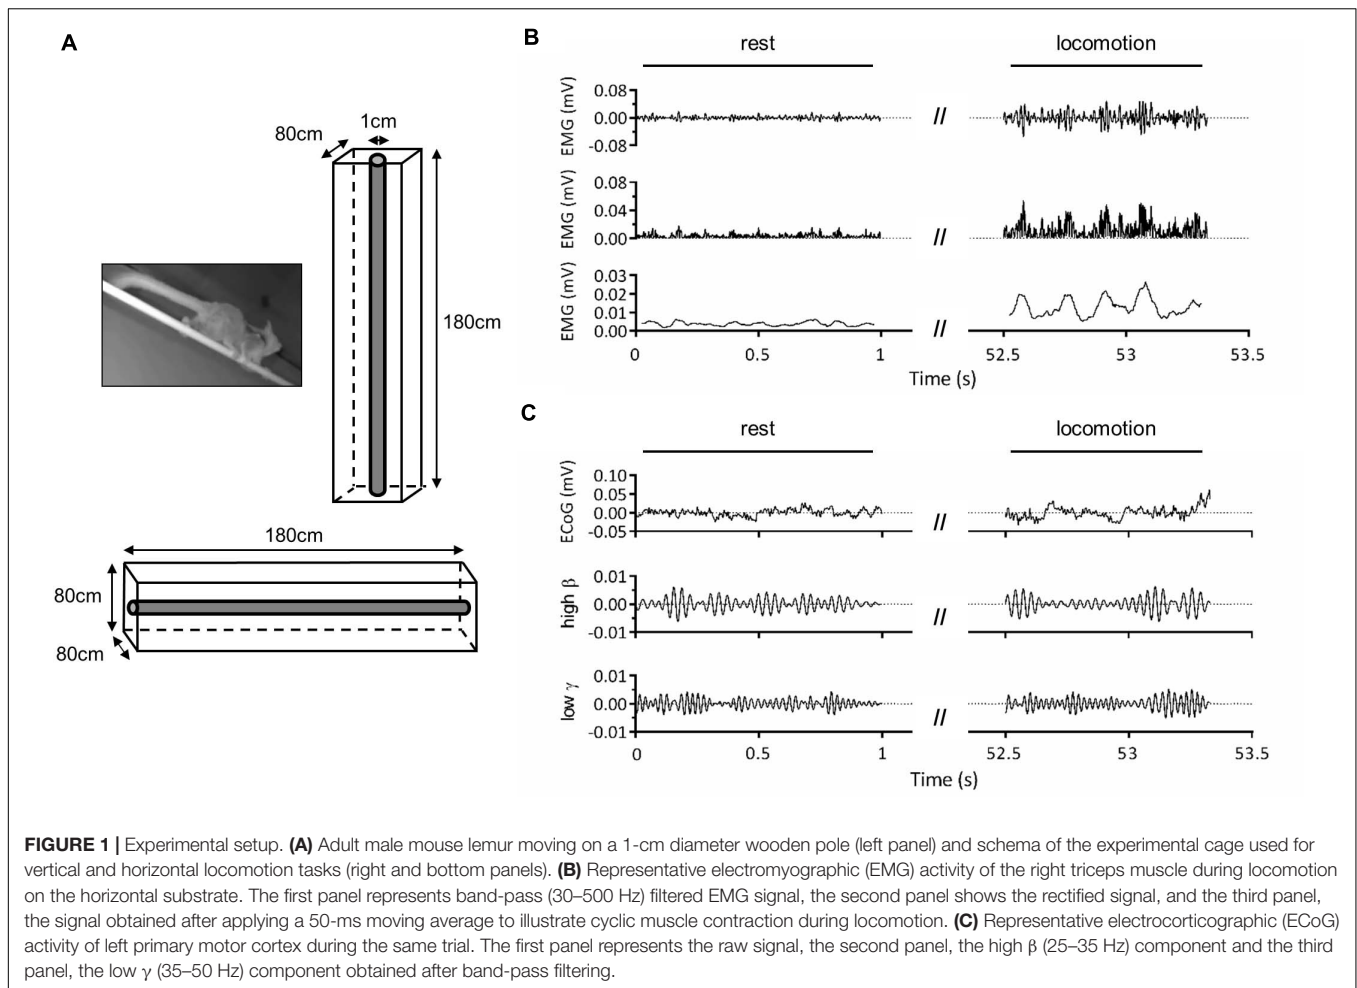 A
80cm
1cm
180cm
180cm
80cm
80cm
B
rest
locomotion
EMG (mV)
0.08
0.00
-0.08
//
EMG (mV)
0.08
0.04
0.00
//
EMG (mV)
0.03
0.02
0.01
0.00
//
0
0.5
1
52.5
53
53.5
Time (s)
C
rest
locomotion
ECoG (mV)
0.10
0.05
0.00
-0.05
//
high β
0.01
0.00
-0.01
//
low γ
0.01
0.00
-0.01
//
0
0.5
1
52.5
53
53.5
Time (s)
FIGURE 1 | Experimental setup. (A) Adult male mouse lemur moving on a 1-cm diameter wooden pole (left panel) and schema of the experimental cage used for
vertical and horizontal locomotion tasks (right and bottom panels). (B) Representative electromyographic (EMG) activity of the right triceps muscle during locomotion
on the horizontal substrate. The first panel represents band-pass (30–500 Hz) filtered EMG signal, the second panel shows the rectified signal, and the third panel,
the signal obtained after applying a 50-ms moving average to illustrate cyclic muscle contraction during locomotion. (C) Representative electrocorticographic (ECoG)
activity of left primary motor cortex during the same trial. The first panel represents the raw signal, the second panel, the high β (25–35 Hz) component and the third
panel, the low γ (35–50 Hz) component obtained after band-pass filtering.